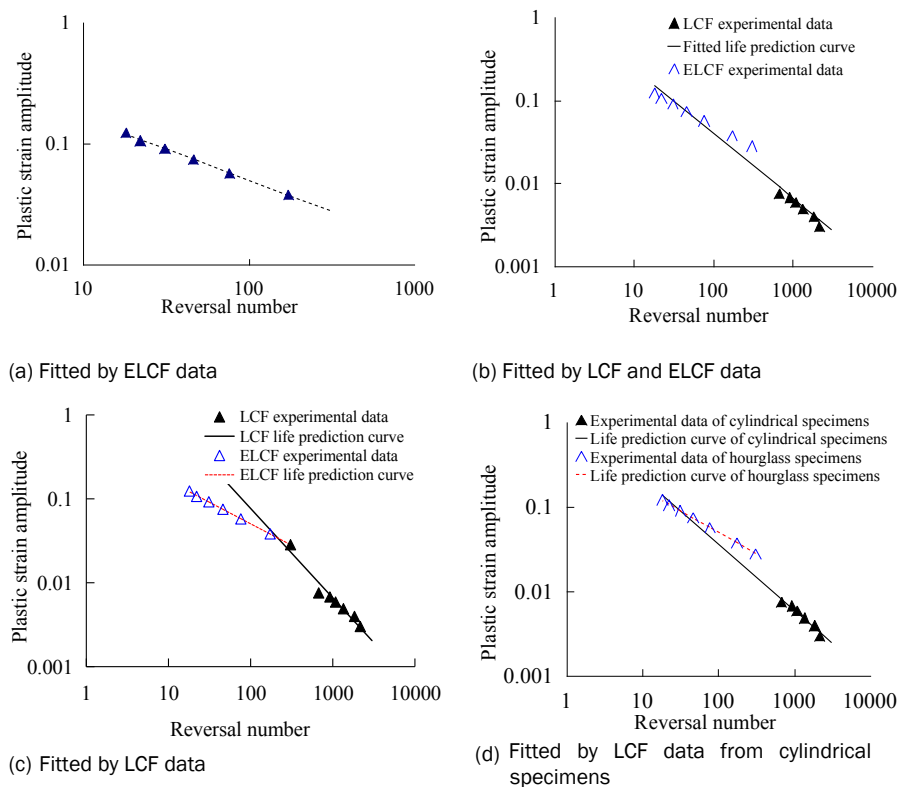 1
0.1
0.01
10
100
1000
Plastic strain amplitude
Reversal number
(a) Fitted by ELCF data
LCF experimental data
Fitted life prediction curve
ELCF experimental data
1
0.1
0.01
0.001
1
10
100
1000
10000
Plastic strain amplitude
Reversal number
(b) Fitted by LCF and ELCF data
LCF experimental data
LCF life prediction curve
ELCF experimental data
ELCF life prediction curve
1
0.1
0.01
0.001
1
10
100
1000
10000
Plastic strain amplitude
Reversal number
(c) Fitted by LCF data
Experimental data of cylindrical specimens
Life prediction curve of cylindrical specimens
Experimental data of hourglass specimens
Life prediction curve of hourglass specimens
1
0.1
0.01
0.001
1
10
100
1000
10000
Plastic strain amplitude
Reversal number
(d) Fitted by LCF data from cylindrical
specimens